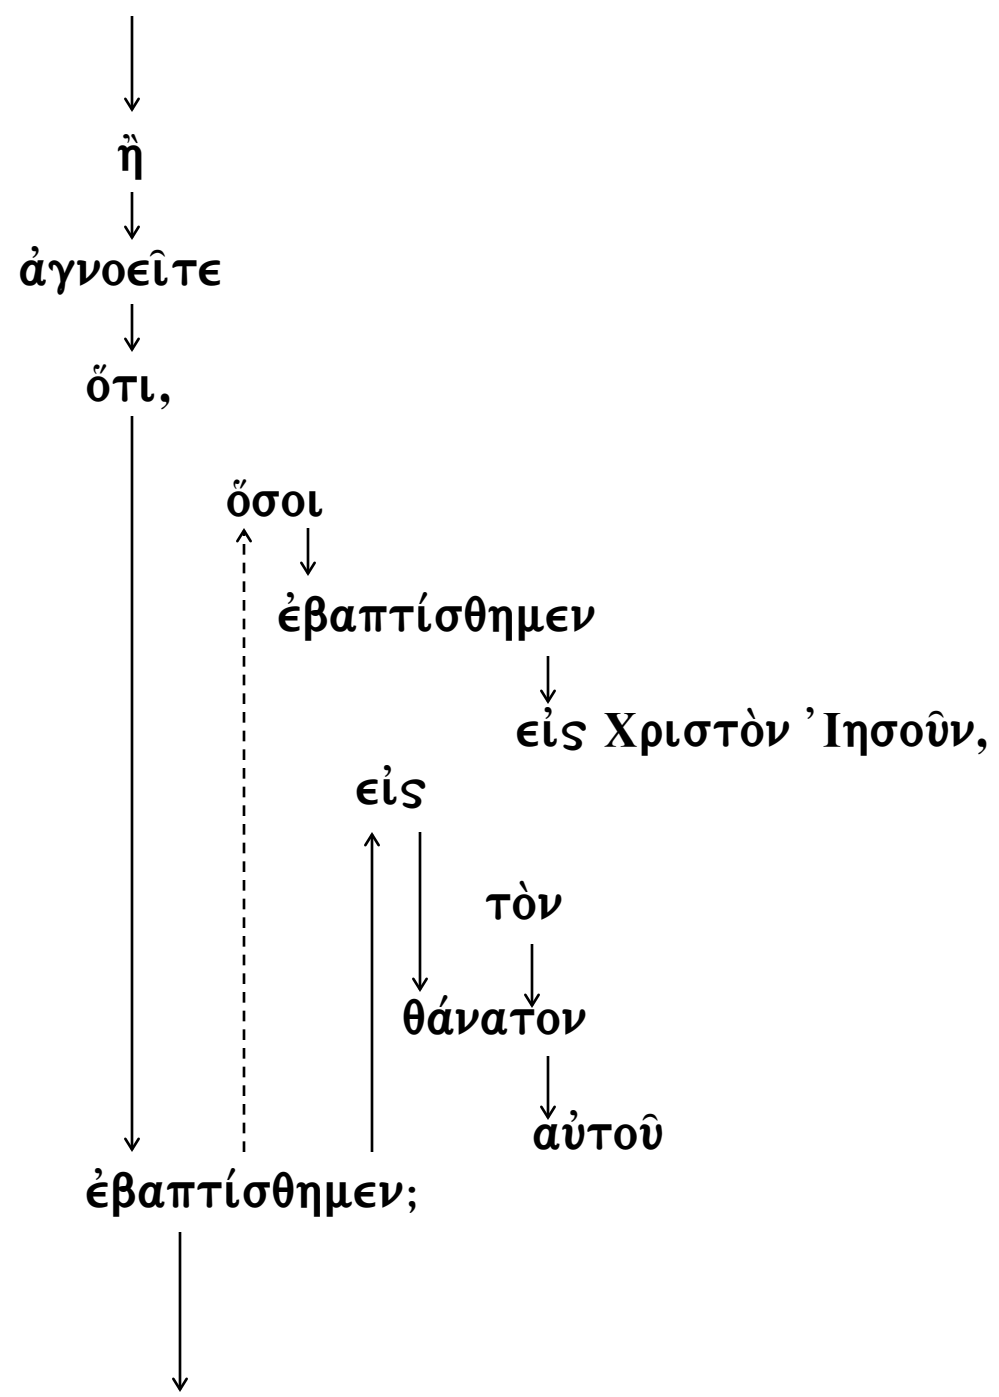 ἢ
ἀγνοεῖτε
ὅτι,
ὅσοι
ἐβαπτίσθημεν
εἰς Χριστὸν Ἰησοῦν,
εἰς
τὸν
θάνατον
αὐτοῦ
ἐβαπτίσθημεν;